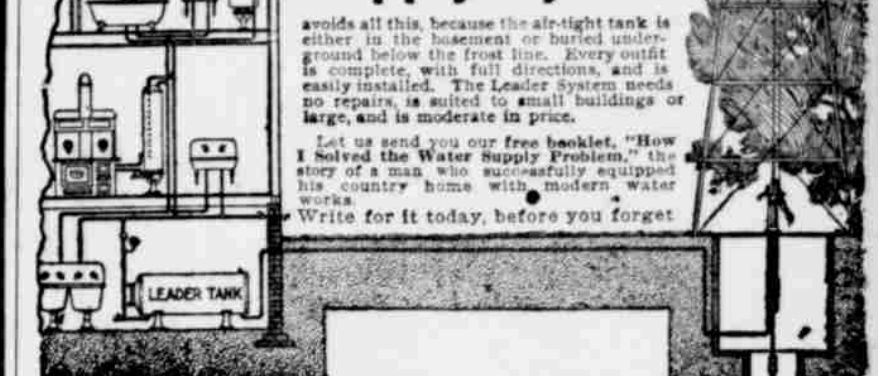 avoids all this, because the air-tight tank is
either in the basement or buried under-
ground below the frost line. Every outfit
is complete, with full directions, and is
easily installed. The Leader System needs
no repairs, is suited to small buildings or
large, and is moderate in price.
Let us send you our free booklet, "How
I Solved the Water Supply Problem," the
story of a man who successfully equipped
his country home with modern water
works.
Write for it today, before you forget
LEADER TANK